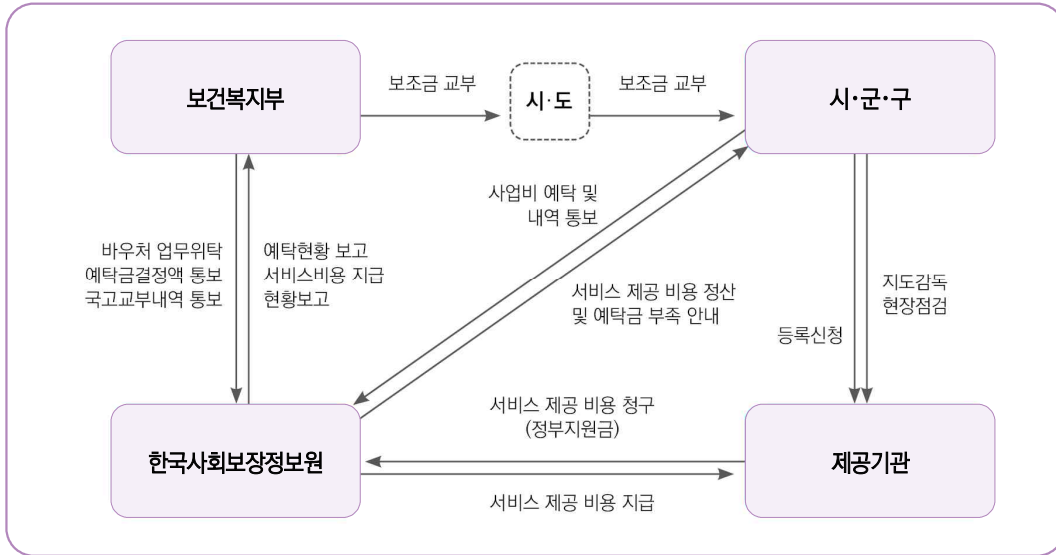 보건복지부
보조금 교부
시·도
보조금 교부
시·군·구
사업비 예탁 및
내역 통보
바우처 업무위탁
예탁금결정액 통보
국고교부내역 통보
예탁현황 보고
서비스비용 지급
현황보고
서비스 제공 비용 정산
및 예탁금 부족 안내
지도감독
현장점검
등록신청
서비스 제공 비용 청구
(정부지원금)
한국사회보장정보원
제공기관
서비스 제공 비용 지급